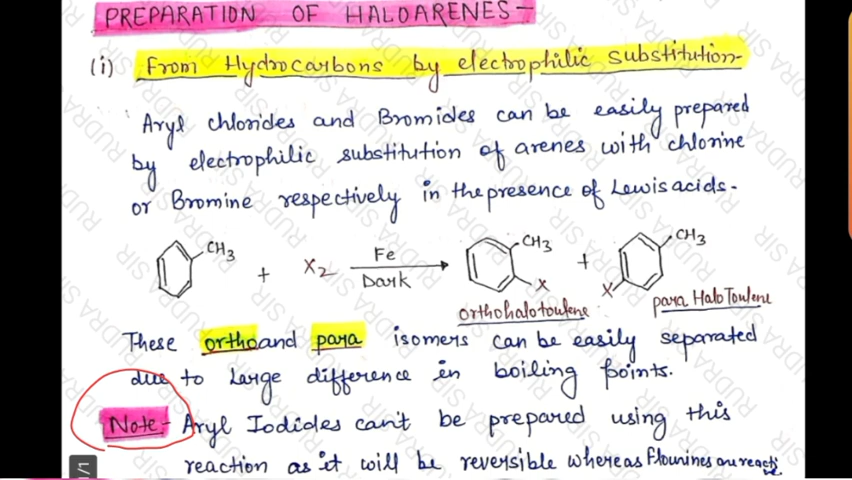 PREPARATION OF HALOARENES-
(i) From Hydrocarbons by electrophilic substitution-
Aryl chlorides and Bromides can be easily prepared
by electrophilic substitution of arenes with chlorine
or Bromine respectively in the presence of Lewis acids.
CH3 + X2 Fe Dark CH3 X + CH3 X
orthohalotoulene para HaloToulene
These ortho and para isomers can be easily separated
due to Large difference in boiling points.
Note- Aryl Iodides can't be prepared using this
reaction as it will be reversible whereas flourines are reactive
RUDRA SIR